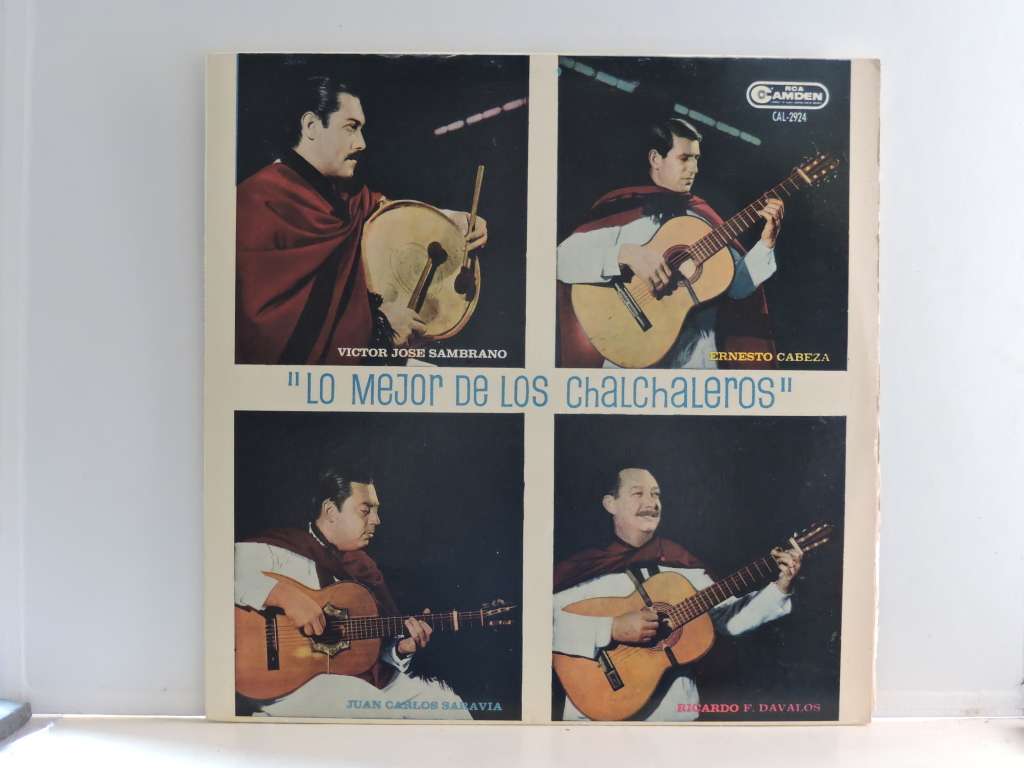 RCA
CAMDEN
CAL-2924
VICTOR JOSE SAMBRANO
ERNESTO CABEZA
"LO MEJOR DE LOS CHALCHALEROS"
JUAN CARLOS SARAVIA
RICARDO F. DAVALOS